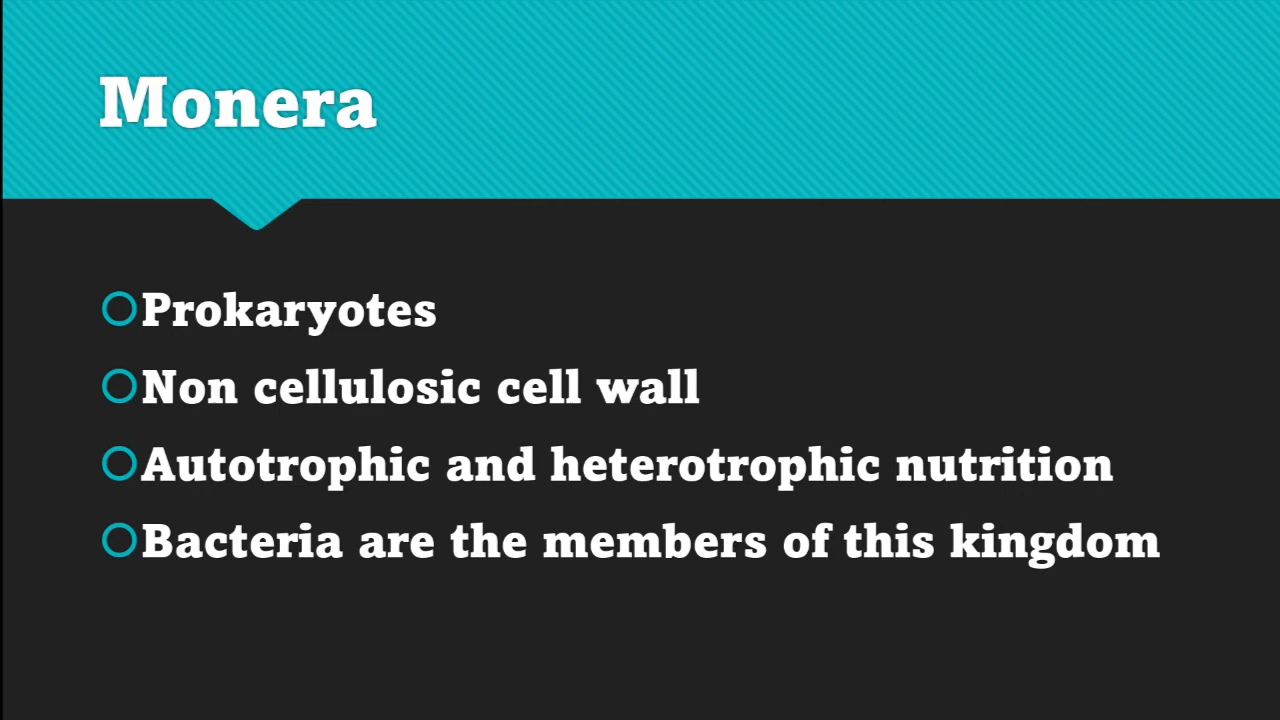 Monera
Prokaryotes
Non cellulosic cell wall
Autotrophic and heterotrophic nutrition
Bacteria are the members of this kingdom